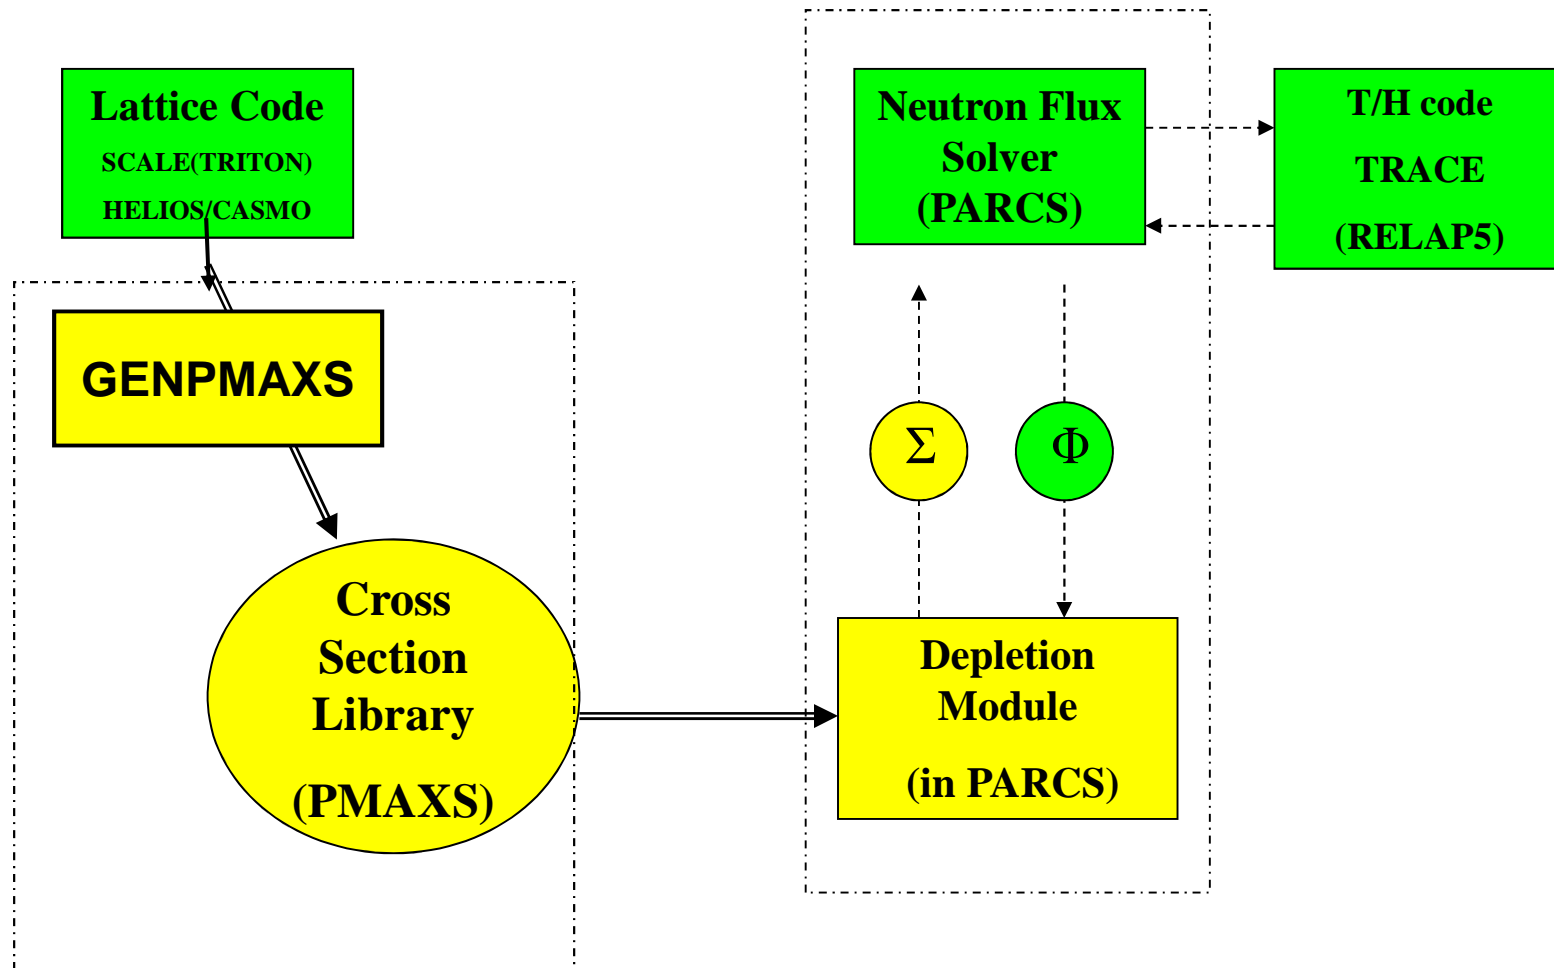 Lattice Code
SCALE(TRITON)
HELIOS/CASMO
GENPMAXS
Cross
Section
Library
(PMAXS)
Neutron Flux
Solver
(PARCS)
T/H code
TRACE
(RELAP5)
Σ
Φ
Depletion
Module
(in PARCS)